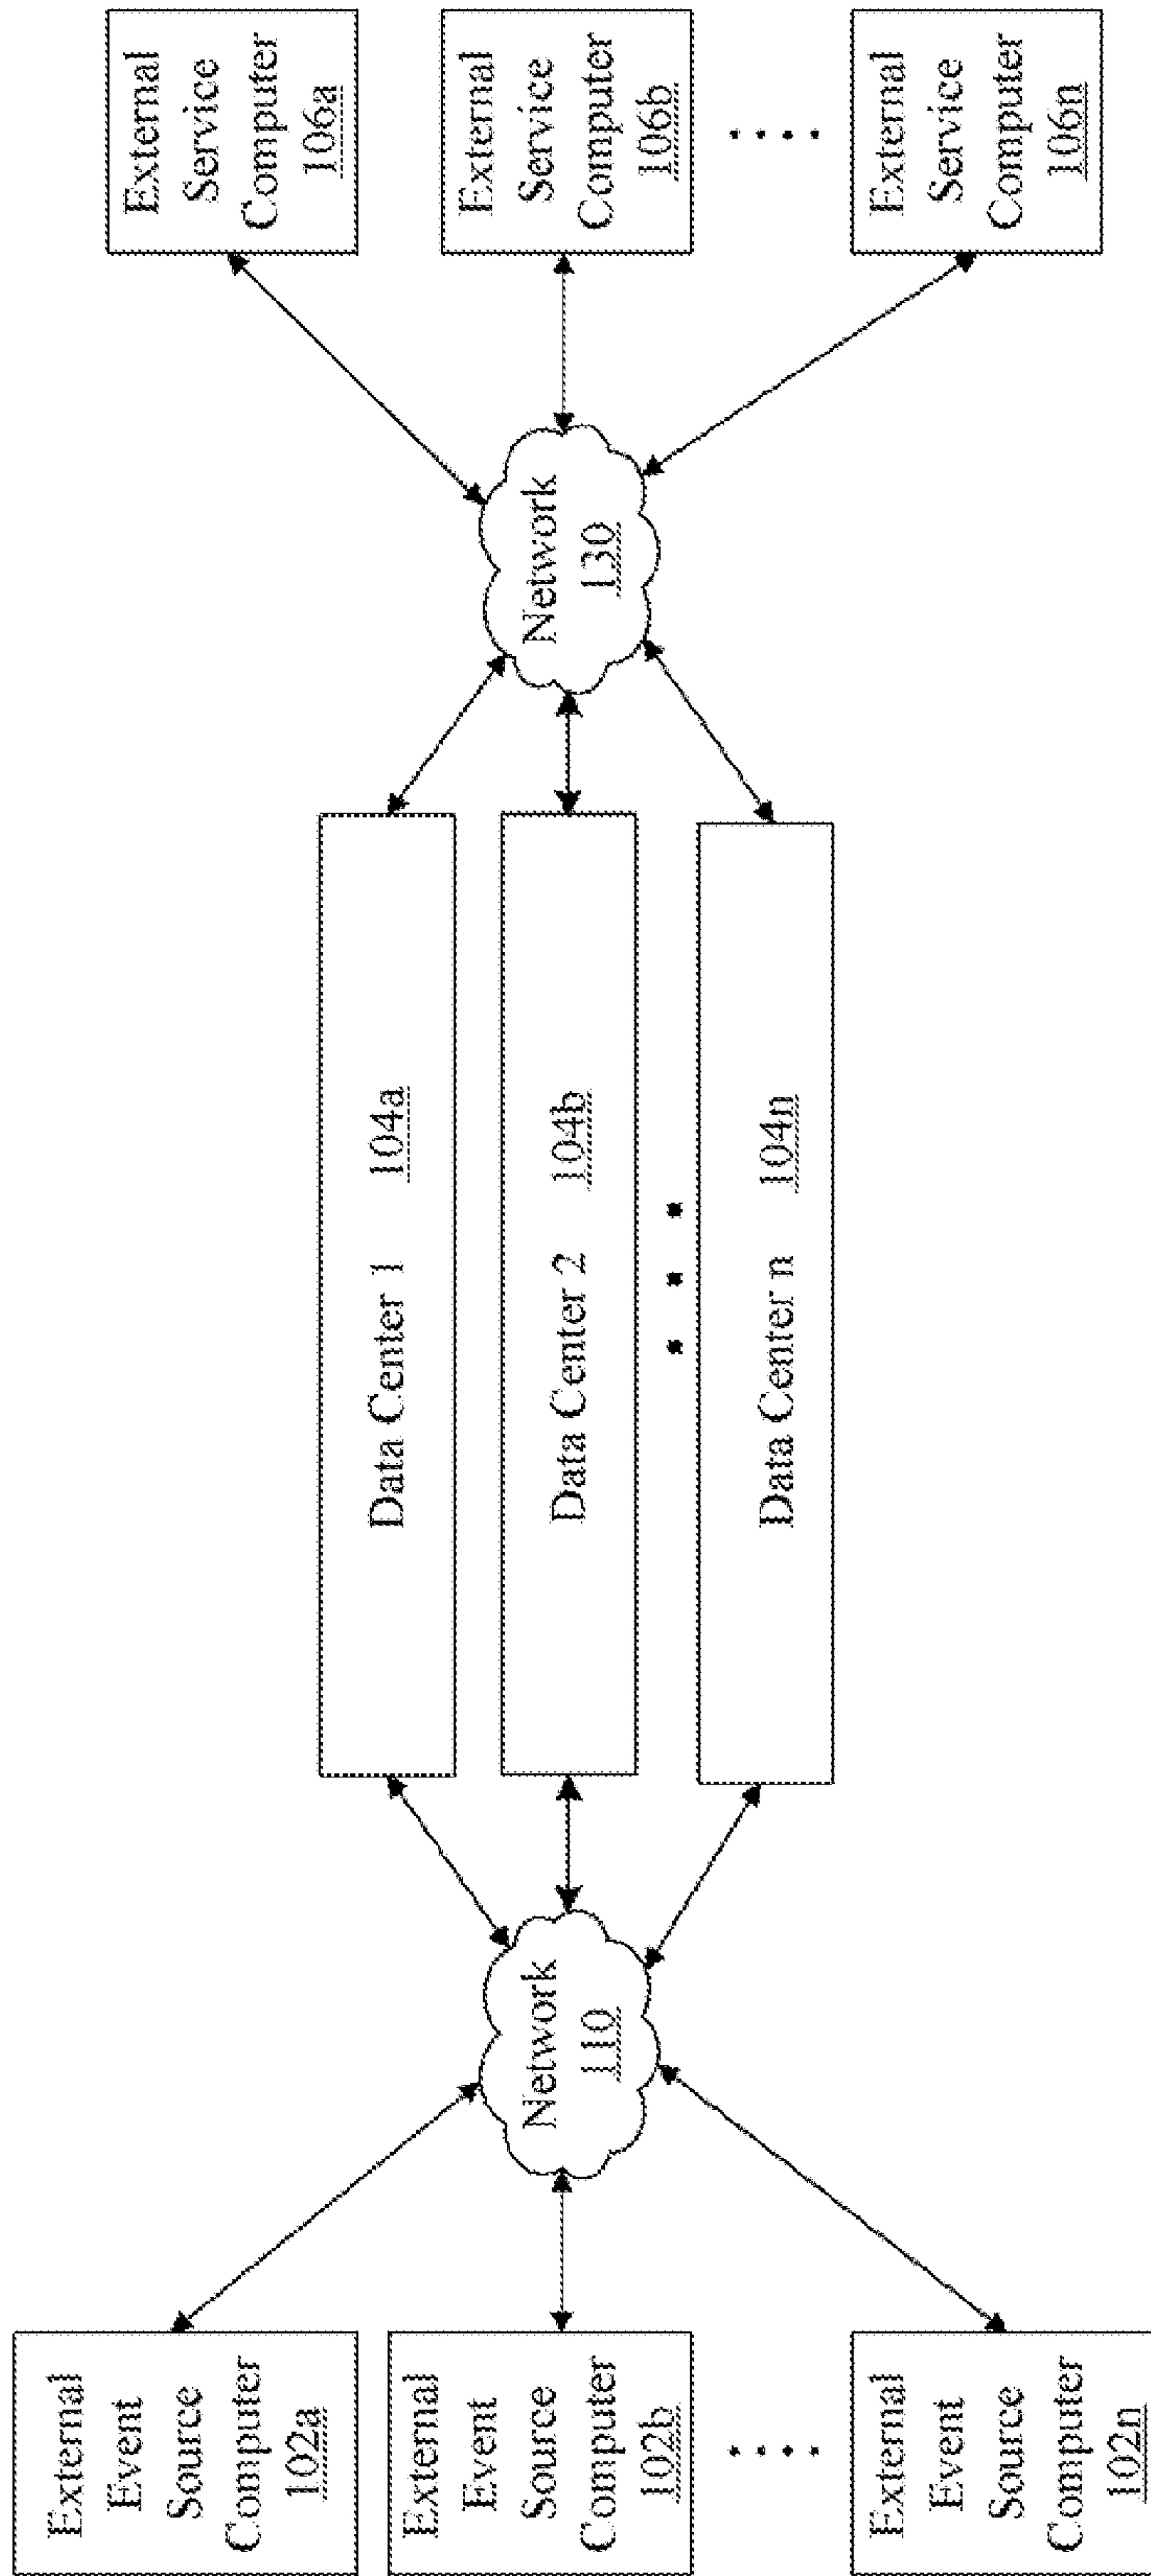 External
Event
Source
Computer
102a
External
Event
Source
Computer
102b
External
Event
Source
Computer
102n
Network
110
Data Center 1 104a
Data Center 2 104b
Data Center n 104n
Network
130
External
Service
Computer
106a
External
Service
Computer
106b
External
Service
Computer
106n